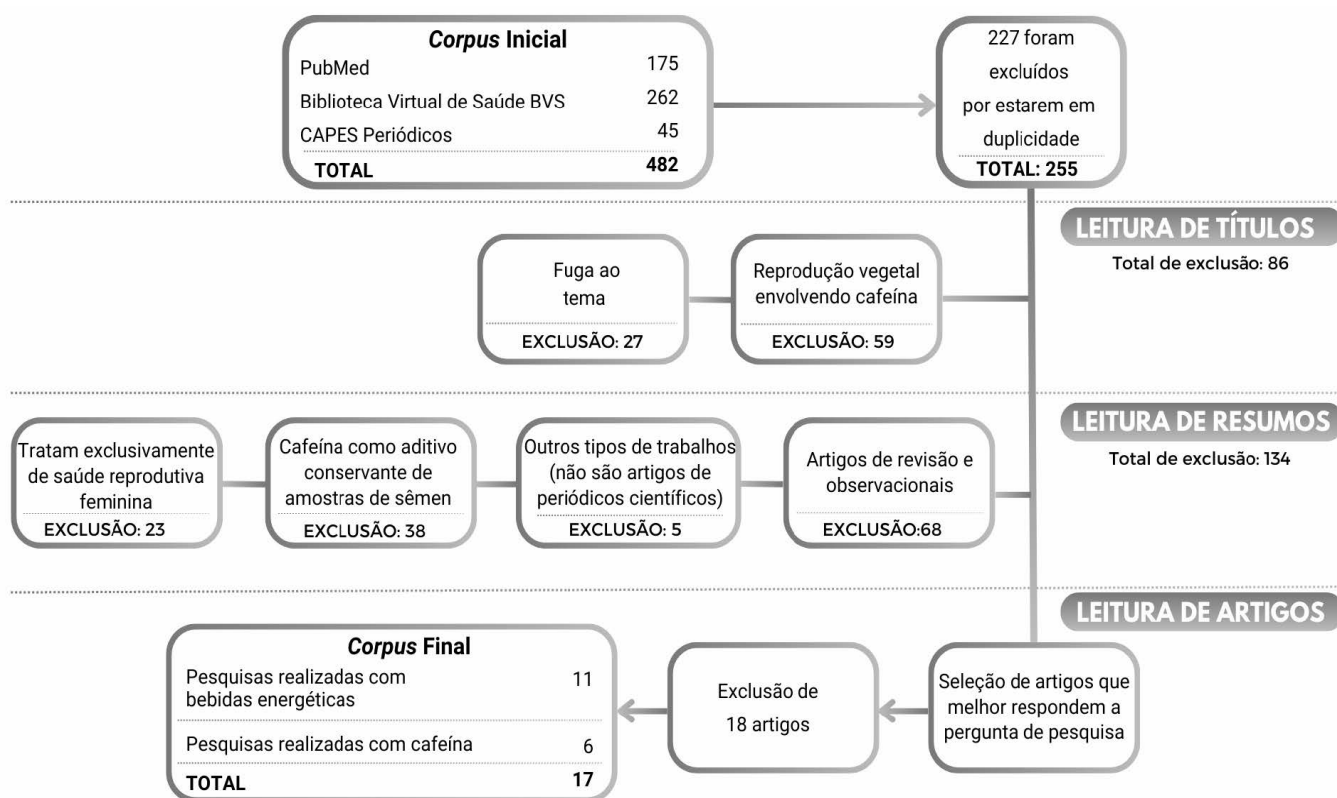 Corpus Inicial
PubMed 175
Biblioteca Virtual de Saúde BVS 262
CAPES Periódicos 45
TOTAL 482
227 foram
excluídos
por estarem em
duplicidade
TOTAL: 255
LEITURA DE TÍTULOS
Total de exclusão: 86
Fuga ao
tema
EXCLUSÃO: 27
Reprodução vegetal
envolvendo cafeína
EXCLUSÃO: 59
LEITURA DE RESUMOS
Total de exclusão: 134
Tratam exclusivamente
de saúde reprodutiva
feminina
EXCLUSÃO: 23
Cafeína como aditivo
conservante de
amostras de sêmen
EXCLUSÃO: 38
Outros tipos de trabalhos
(não são artigos de
periódicos científicos)
EXCLUSÃO: 5
Artigos de revisão e
observacionais
EXCLUSÃO:68
LEITURA DE ARTIGOS
Corpus Final
Pesquisas realizadas com
bebidas energéticas 11
Pesquisas realizadas com cafeína 6
TOTAL 17
Exclusão de
18 artigos
Seleção de artigos que
melhor respondem a
pergunta de pesquisa